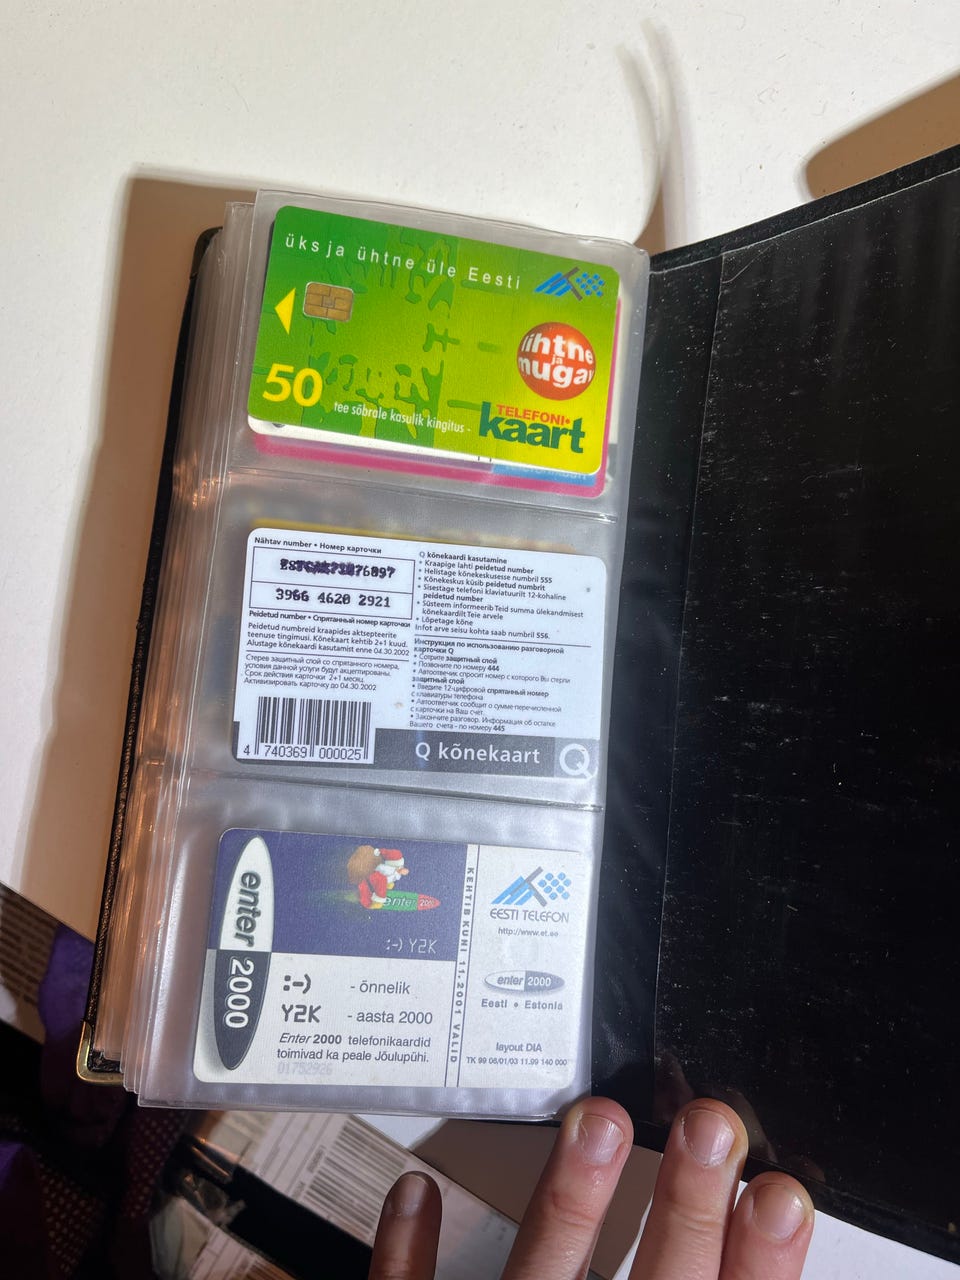 üks ja ühtne üle Eesti
lihtne
ja
mugav
50
tee sõbrale kasulik kingitus -
TELEFONI-
kaart
Nähtav number • Номер карточки
3966 4620 2921
Peidetud number • Спрятанный номер карточки
Peidetud numbreid kraapides aktsepteerite
teenuse tingimusi. Kõnekaart kehtib 2+1 kuud.
Alustage kõnekaardi kasutamist enne 04.30.2002
Стерев защитный слой со спрятанного номера,
условия данной услуги будут акцептированы.
Срок действия карточки 2+1 месяц.
Активизировать карточку до 04.30.2002
4 740369 000025
Q kõnekaardi kasutamine
• Kraapige lahti peidetud number
• Helistage kõnekeskusesse numbril 555
• Kõnekeskus küsib peidetud numbrit
• Sisestage telefoni klaviatuurilt 12-kohaline
peidetud number
• Süsteem informeerib Teid summa ülekandmisest
kõnekaardilt Teie arvele
• Lõpetage kõne
Infot arve seisu kohta saab numbril 556.
Инструкция по использованию разговорной
карточки Q
• Сотрите защитный слой
• Позвоните по номеру 444
• Автоответчик спросит номер с которого Вы стерли
защитный слой
• Введите 12-цифровой спрятанный номер
с клавиатуры телефона
• Автоответчик сообщит о сумме перечисленной
с карточки на Ваш счёт.
• Закончите разговор. Информация об остатке
Вашего счета - по номеру 445
Q kõnekaart Q
enter 2000
enter 2000
:-) Y2K
:-) - õnnelik
Y2K - aasta 2000
Enter 2000 telefonikaardid
toimivad ka peale Jõulupühi.
01752926
KEHTIB KUNI 11.2001 VALID
EESTI TELEFON
http://www.et.ee
enter 2000
Eesti • Estonia
layout DIA
TK 99 06/01/03 11.99 140 000